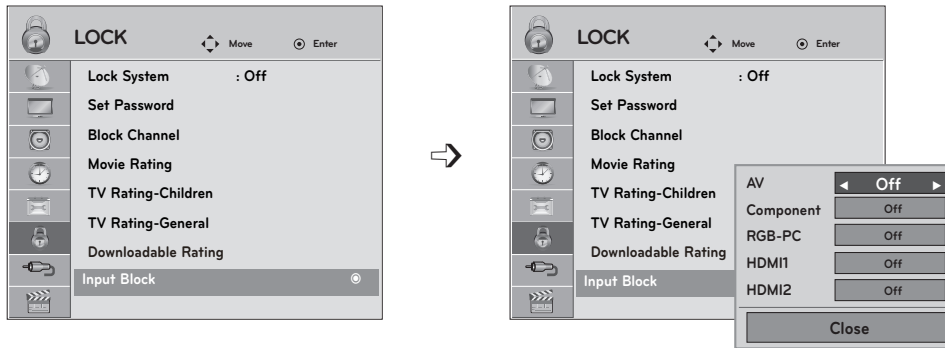 LOCK
Move
Enter
Lock System : Off
Set Password
Block Channel
Movie Rating
TV Rating-Children
TV Rating-General
Downloadable Rating
Input Block
LOCK
Move
Enter
Lock System : Off
Set Password
Block Channel
Movie Rating
TV Rating-Children
TV Rating-General
Downloadable Rating
Input Block
AV Off
Component Off
RGB-PC Off
HDMI1 Off
HDMI2 Off
Close